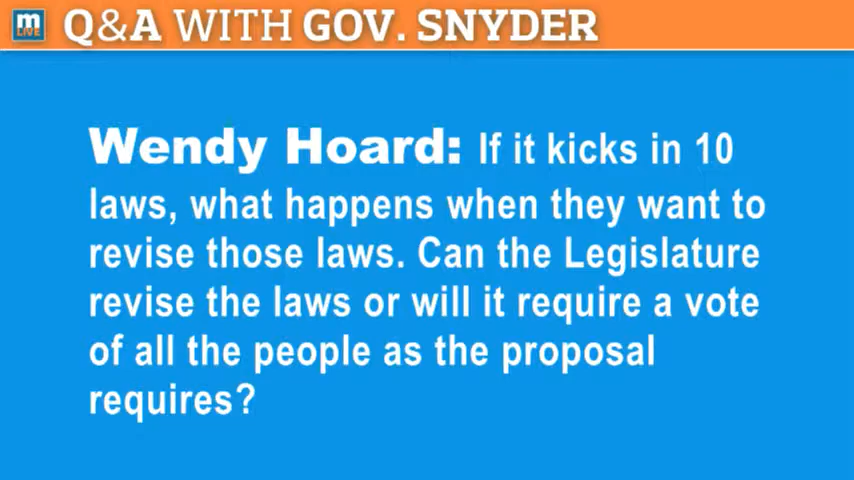 m LIVE Q&A WITH GOV. SNYDER
Wendy Hoard: If it kicks in 10
laws, what happens when they want to
revise those laws. Can the Legislature
revise the laws or will it require a vote
of all the people as the proposal
requires?